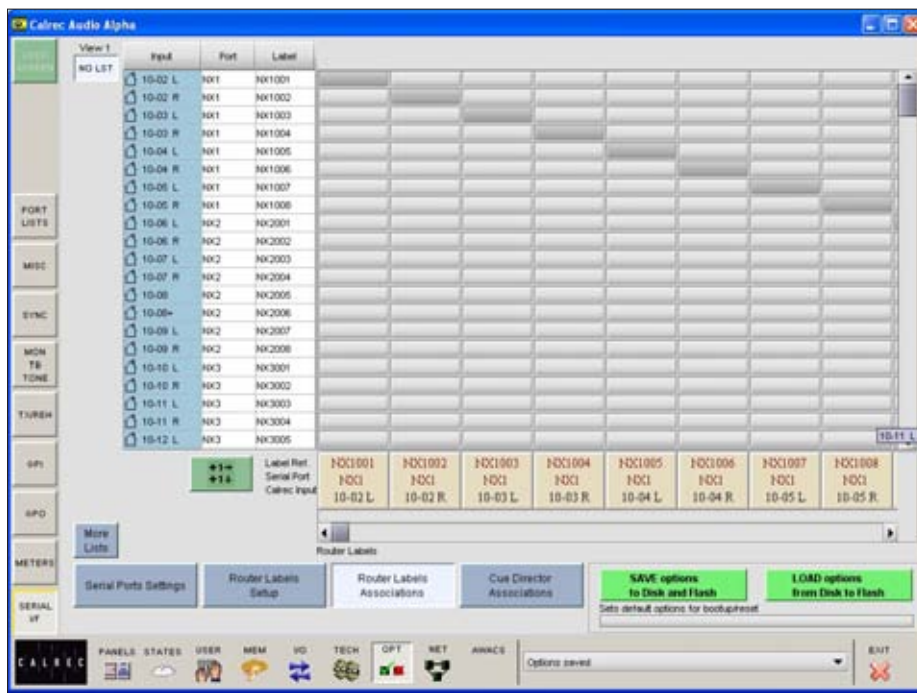 Calrec Audio Alpha
View 1
NO LST
Input Port Label
10-02 L NX1 NX1001
10-02 R NX1 NX1002
10-03 L NX1 NX1003
10-03 R NX1 NX1004
10-04 L NX1 NX1005
10-04 R NX1 NX1006
10-05 L NX1 NX1007
10-05 R NX1 NX1008
10-06 L NX2 NX2001
10-06 R NX2 NX2002
10-07 L NX2 NX2003
10-07 R NX2 NX2004
10-08 NX2 NX2005
10-08+ NX2 NX2006
10-09 L NX2 NX2007
10-09 R NX2 NX2008
10-10 L NX3 NX3001
10-10 R NX3 NX3002
10-11 L NX3 NX3003
10-11 R NX3 NX3004
10-12 L NX3 NX3005
10-11 L
PORT
LISTS
MISC
SYNC
MON
TB
TONE
TX/REH
GPI
GPO
METERS
SERIAL
I/F
+1→
+1↓
Label Ref.
Serial Port
Calrec Input
NX1001 NX1002 NX1003 NX1004 NX1005 NX1006 NX1007 NX1008
NX1 NX1 NX1 NX1 NX1 NX1 NX1 NX1
10-02 L 10-02 R 10-03 L 10-03 R 10-04 L 10-04 R 10-05 L 10-05 R
More
Lists
Router Labels
Serial Ports Settings
Router Labels
Setup
Router Labels
Associations
Cue Director
Associations
SAVE options
to Disk and Flash
LOAD options
from Disk to Flash
Sets default options for bootup/reset
CALREC
PANELS STATES USER MEM I/O TECH OPT NET AWACS
Options saved
EXIT